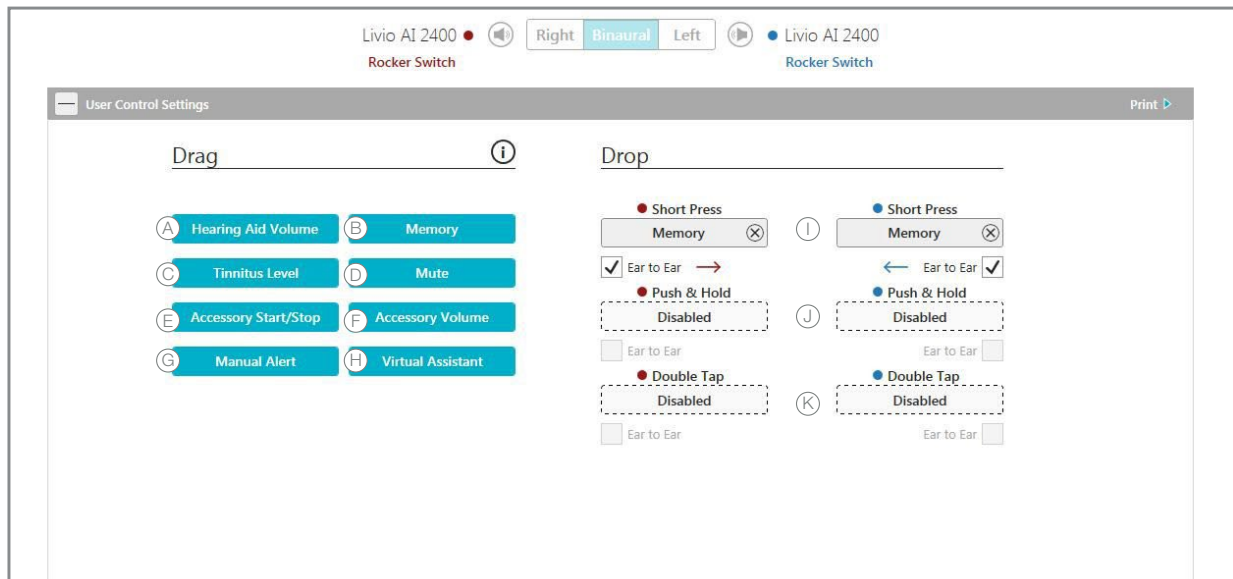 Livio AI 2400 Right Binaural Left Livio AI 2400
Rocker Switch Rocker Switch
User Control Settings Print
Drag i Drop
Short Press Short Press
A Hearing Aid Volume B Memory Memory I Memory
C Tinnitus Level D Mute Ear to Ear → ← Ear to Ear
Push & Hold Push & Hold
E Accessory Start/Stop F Accessory Volume Disabled J Disabled
G Manual Alert H Virtual Assistant Ear to Ear Ear to Ear
Double Tap Double Tap
Disabled K Disabled
Ear to Ear Ear to Ear